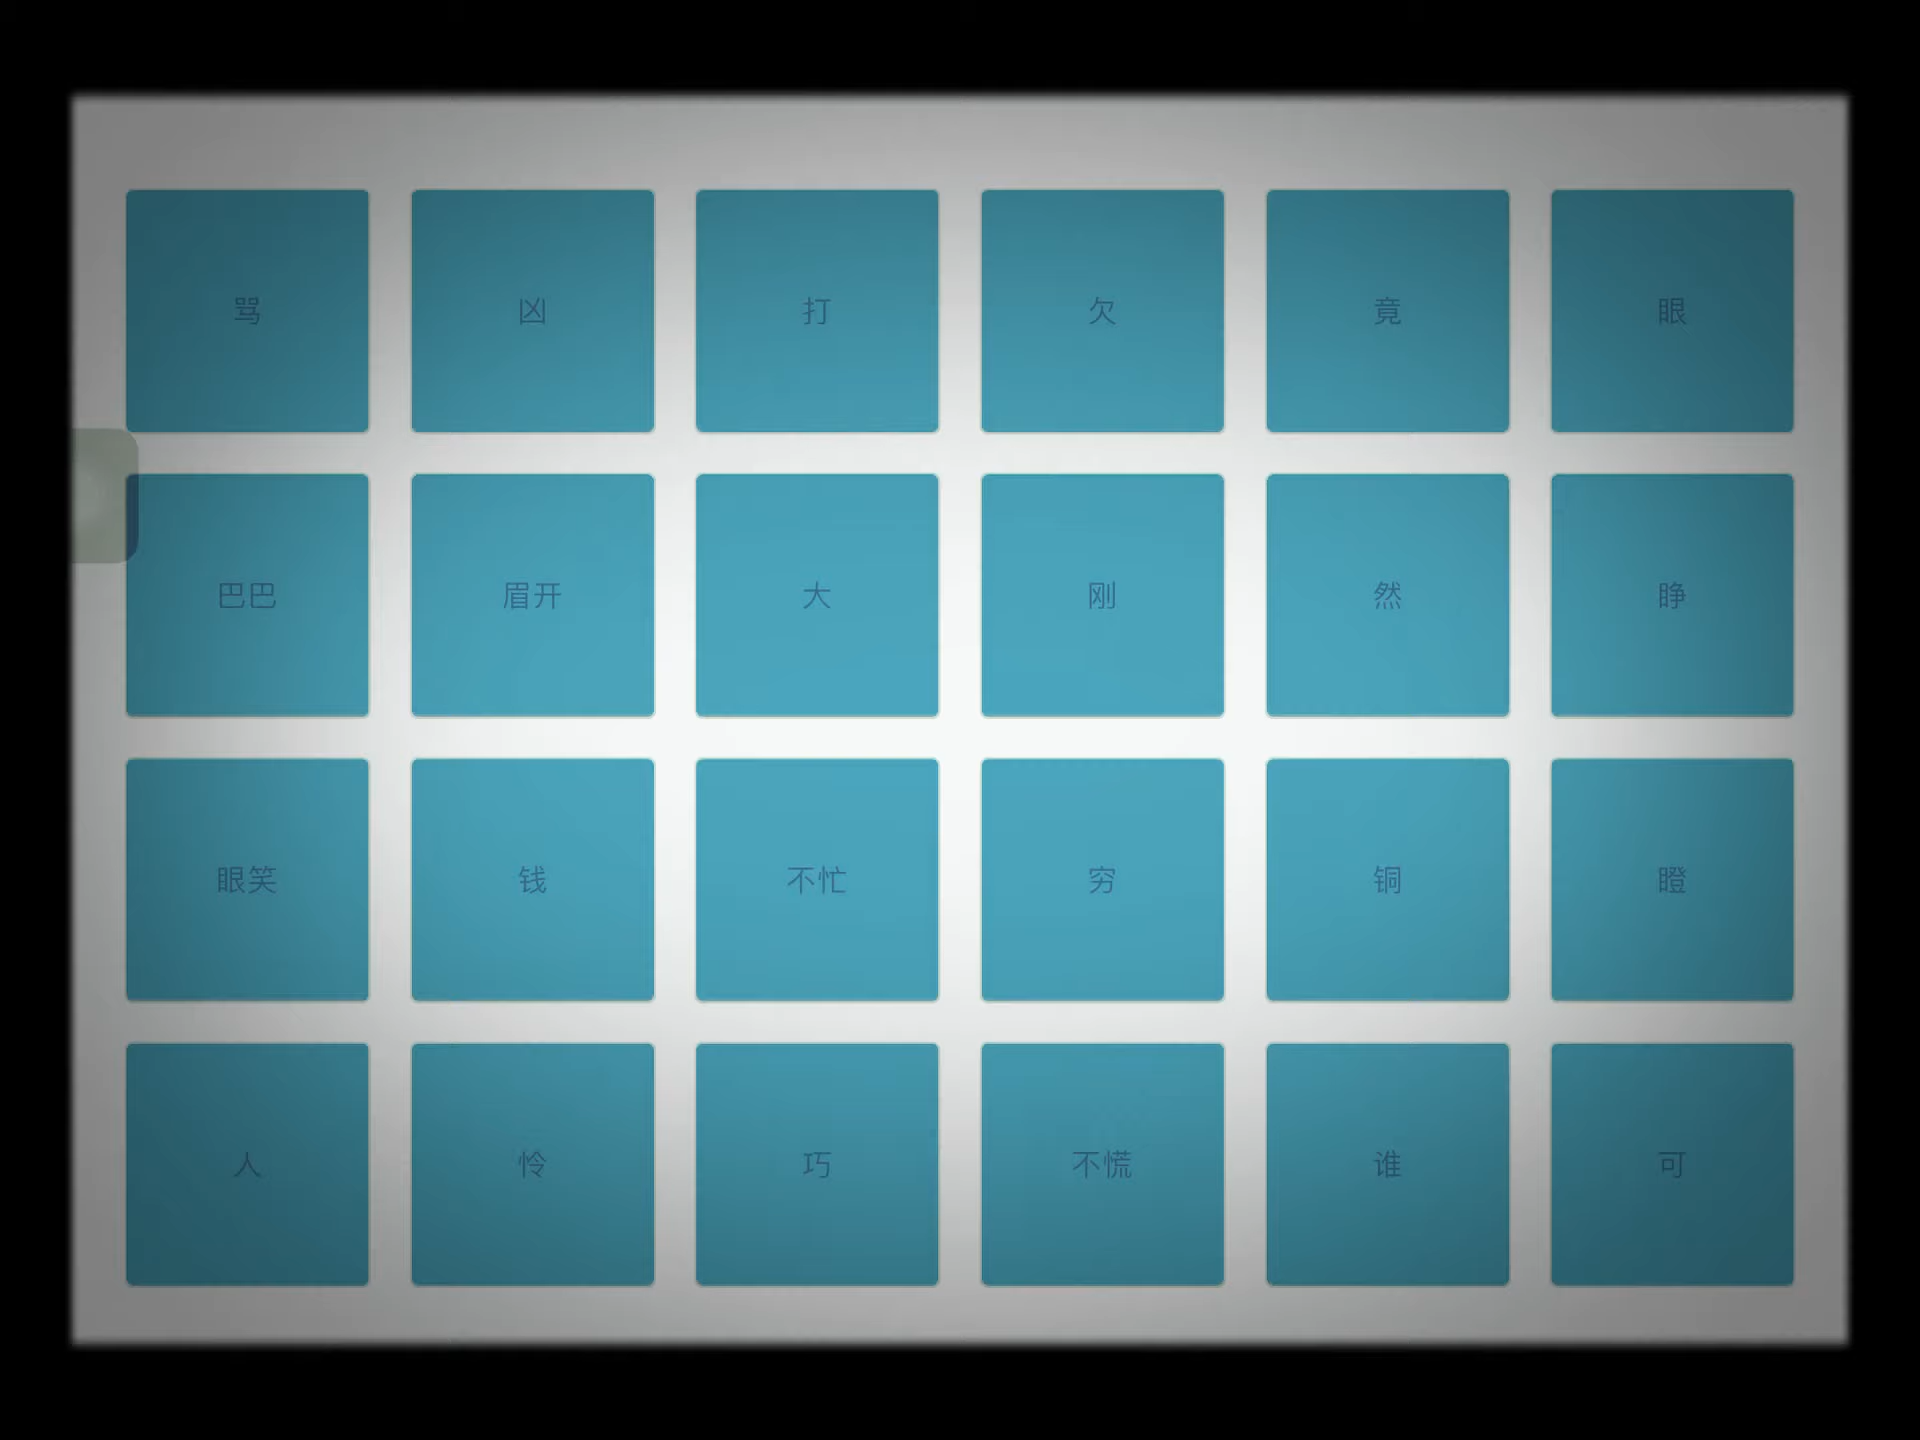 骂 凶 打 欠 竟 眼
巴巴 眉开 大 刚 然 睁
眼笑 钱 不忙 穷 铜 瞪
人 怜 巧 不慌 谁 可